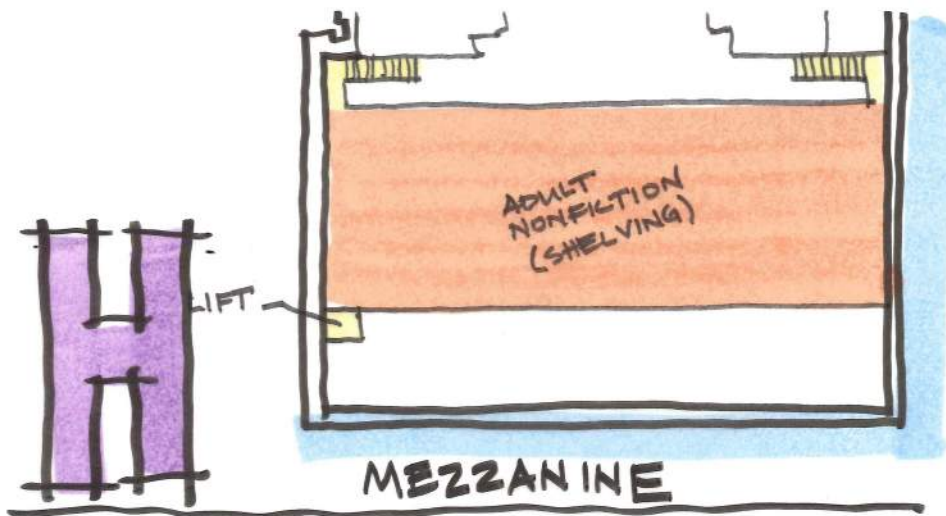 ADULT
NONFICTION
(SHELVING)
H
LIFT
MEZZANINE